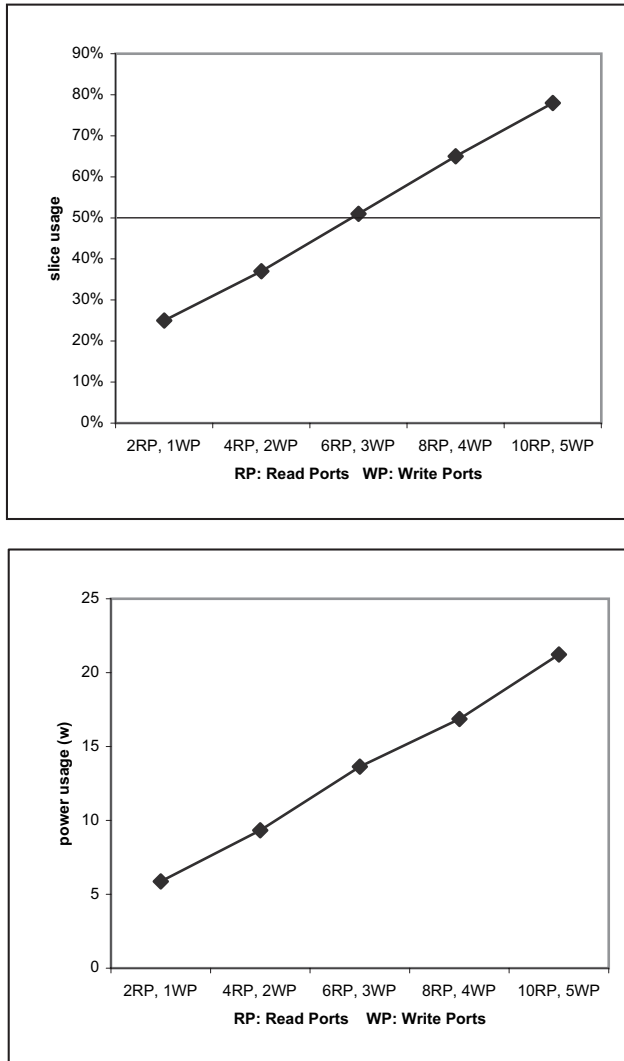 90%
80%
70%
60%
50%
40%
30%
20%
10%
0%
slice usage
2RP, 1WP 4RP, 2WP 6RP, 3WP 8RP, 4WP 10RP, 5WP
RP: Read Ports WP: Write Ports
25
20
15
10
5
0
power usage (w)
2RP, 1WP 4RP, 2WP 6RP, 3WP 8RP, 4WP 10RP, 5WP
RP: Read Ports WP: Write Ports